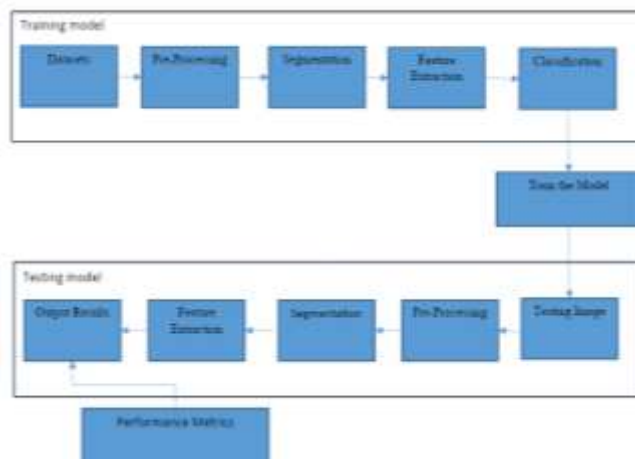 Training model
Datasets
Pre-Processing
Segmentation
Feature
Extraction
Classification
Train the Model
Testing model
Output Results
Feature
Extraction
Segmentation
Pre-Processing
Testing Image
Performance Metrics